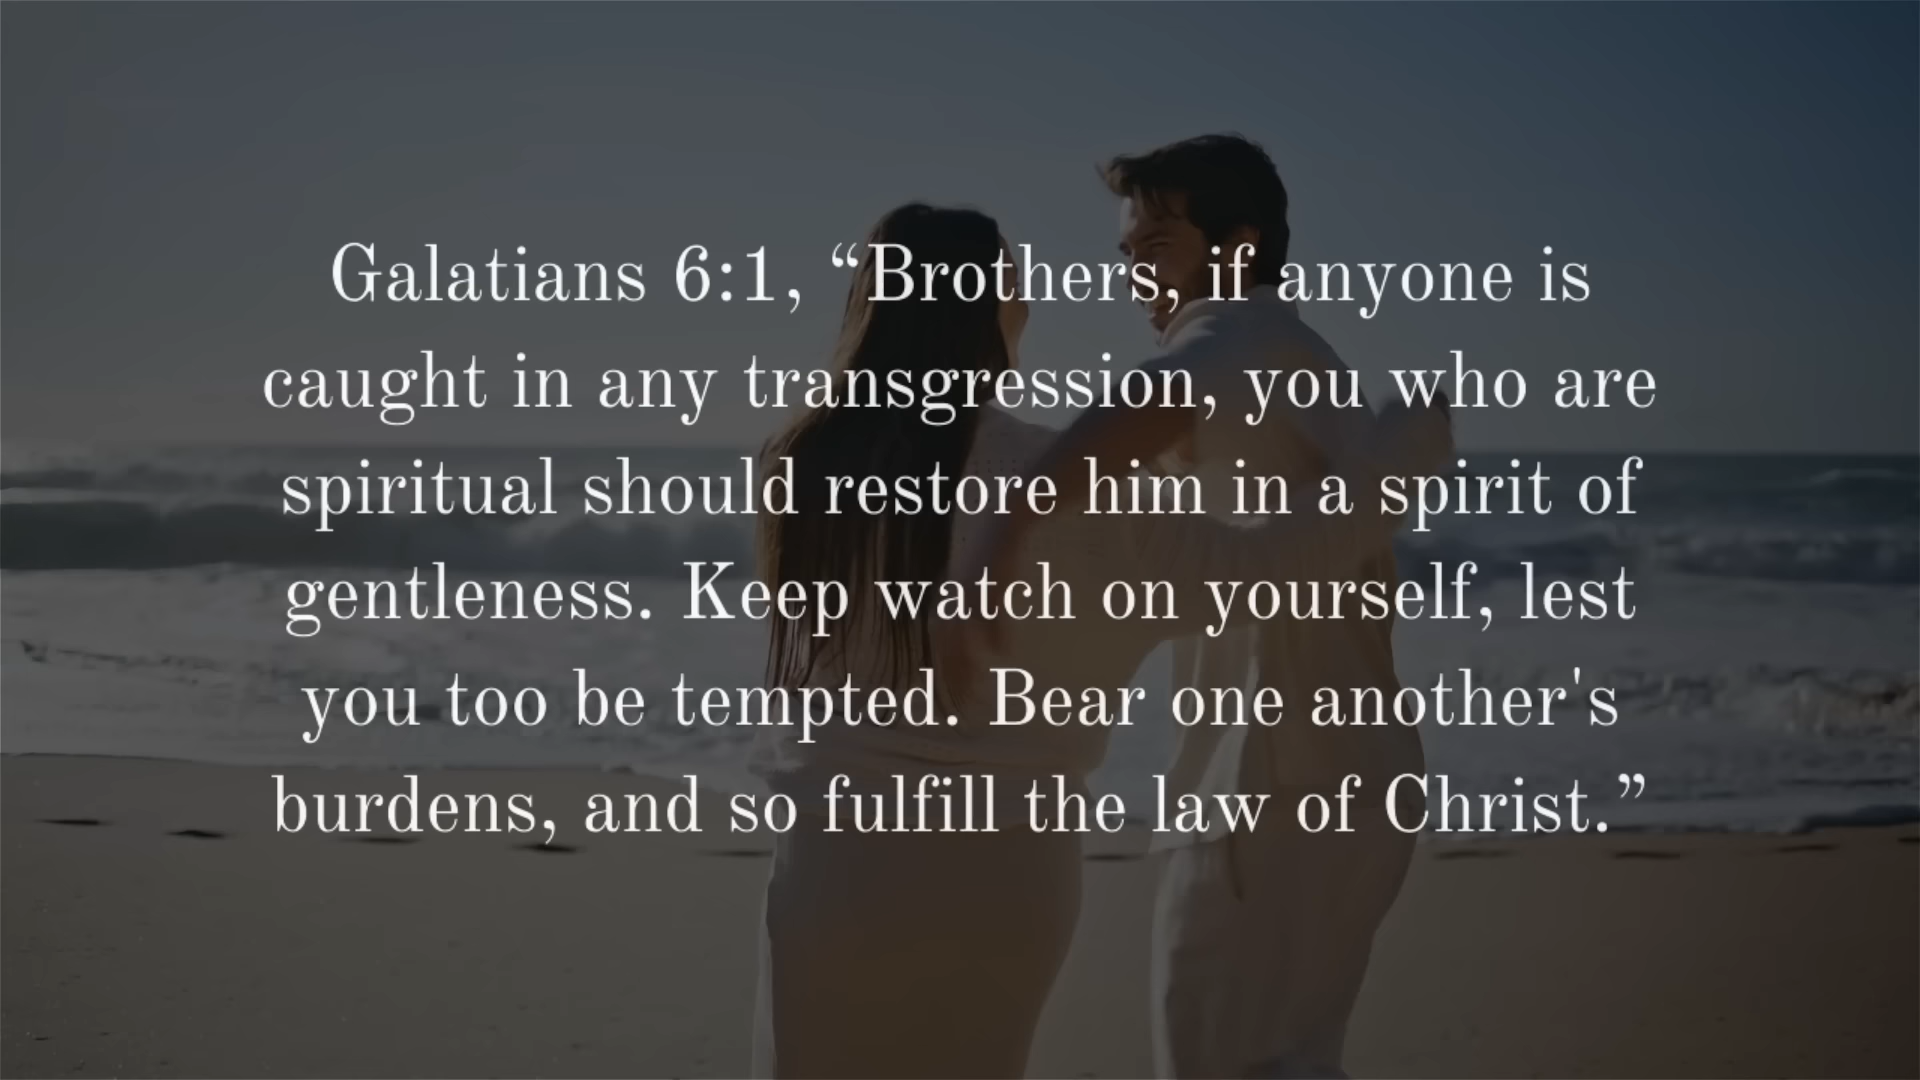 Galatians 6:1, “Brothers, if anyone is
caught in any transgression, you who are
spiritual should restore him in a spirit of
gentleness. Keep watch on yourself, lest
you too be tempted. Bear one another's
burdens, and so fulfill the law of Christ.”